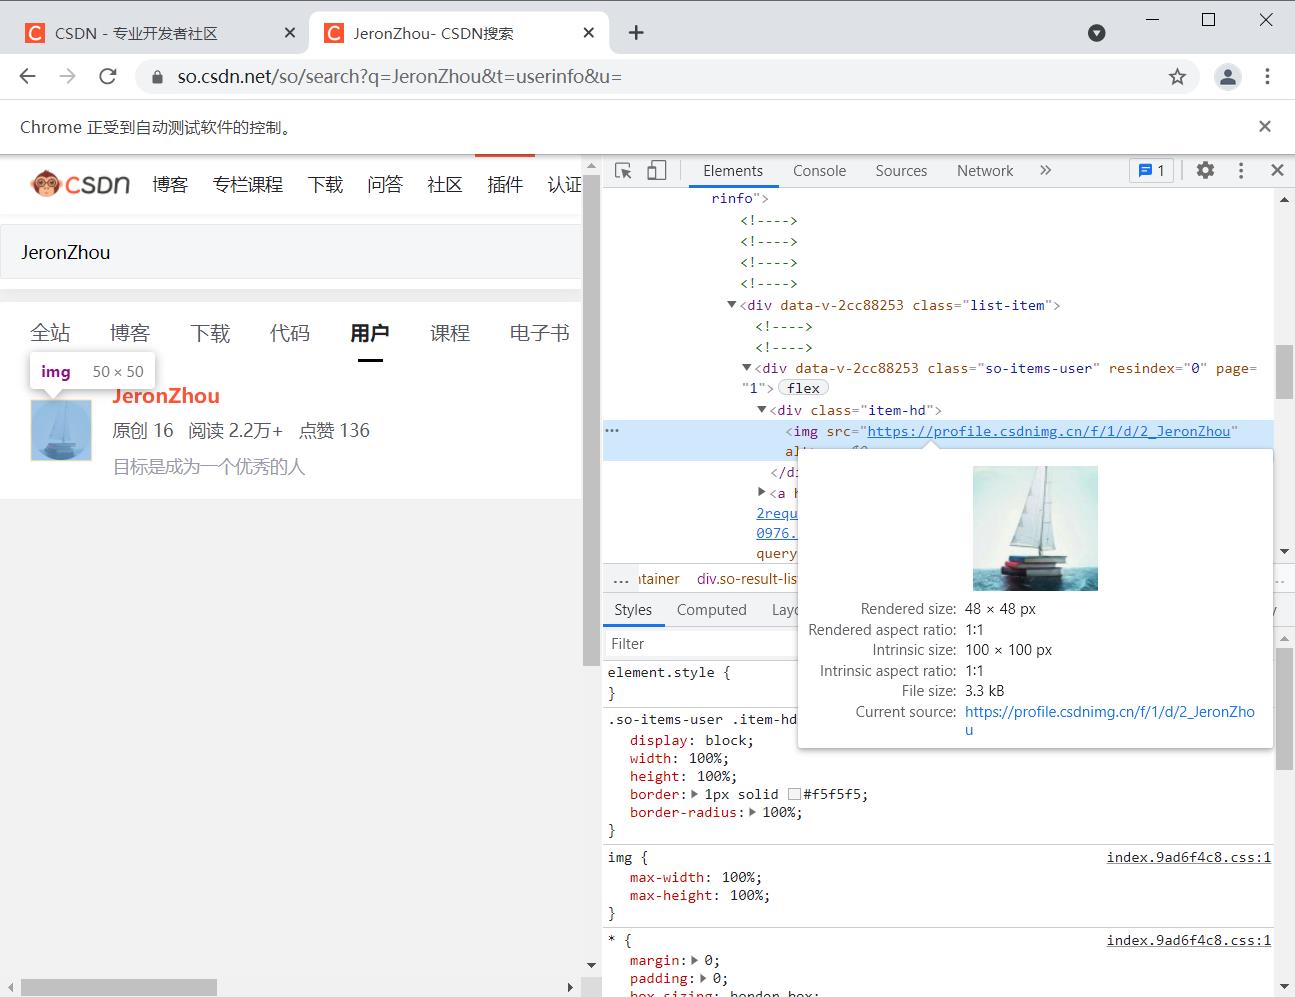 CSDN - 专业开发者社区
JeronZhou- CSDN搜索
so.csdn.net/so/search?q=JeronZhou&t=userinfo&u=
Chrome 正受到自动测试软件的控制。
CSDN 博客 专栏课程 下载 问答 社区 插件 认证
JeronZhou
全站 博客 下载 代码 用户 课程 电子书
img 50 × 50
JeronZhou
原创 16 阅读 2.2万+ 点赞 136
目标是成为一个优秀的人
Elements Console Sources Network » 1
rinfo">
<!---->
<!---->
<!---->
<!---->
<div data-v-2cc88253 class="list-item">
<!---->
<!---->
<div data-v-2cc88253 class="so-items-user" resindex="0" page=
"1"> flex
<div class="item-hd">
<img src="https://profile.csdnimg.cn/f/1/d/2_JeronZhou"
</di
<a h
2requ
0976.
query
Rendered size: 48 × 48 px
Rendered aspect ratio: 1:1
Intrinsic size: 100 × 100 px
Intrinsic aspect ratio: 1:1
File size: 3.3 kB
Current source: https://profile.csdnimg.cn/f/1/d/2_JeronZho
u
... ntainer div.so-result-lis
Styles Computed Layo
Filter
element.style {
}
.so-items-user .item-hd
display: block;
width: 100%;
height: 100%;
border: 1px solid #f5f5f5;
border-radius: 100%;
}
img { index.9ad6f4c8.css:1
max-width: 100%;
max-height: 100%;
}
* { index.9ad6f4c8.css:1
margin: 0;
padding: 0;
box-sizing: border-box;